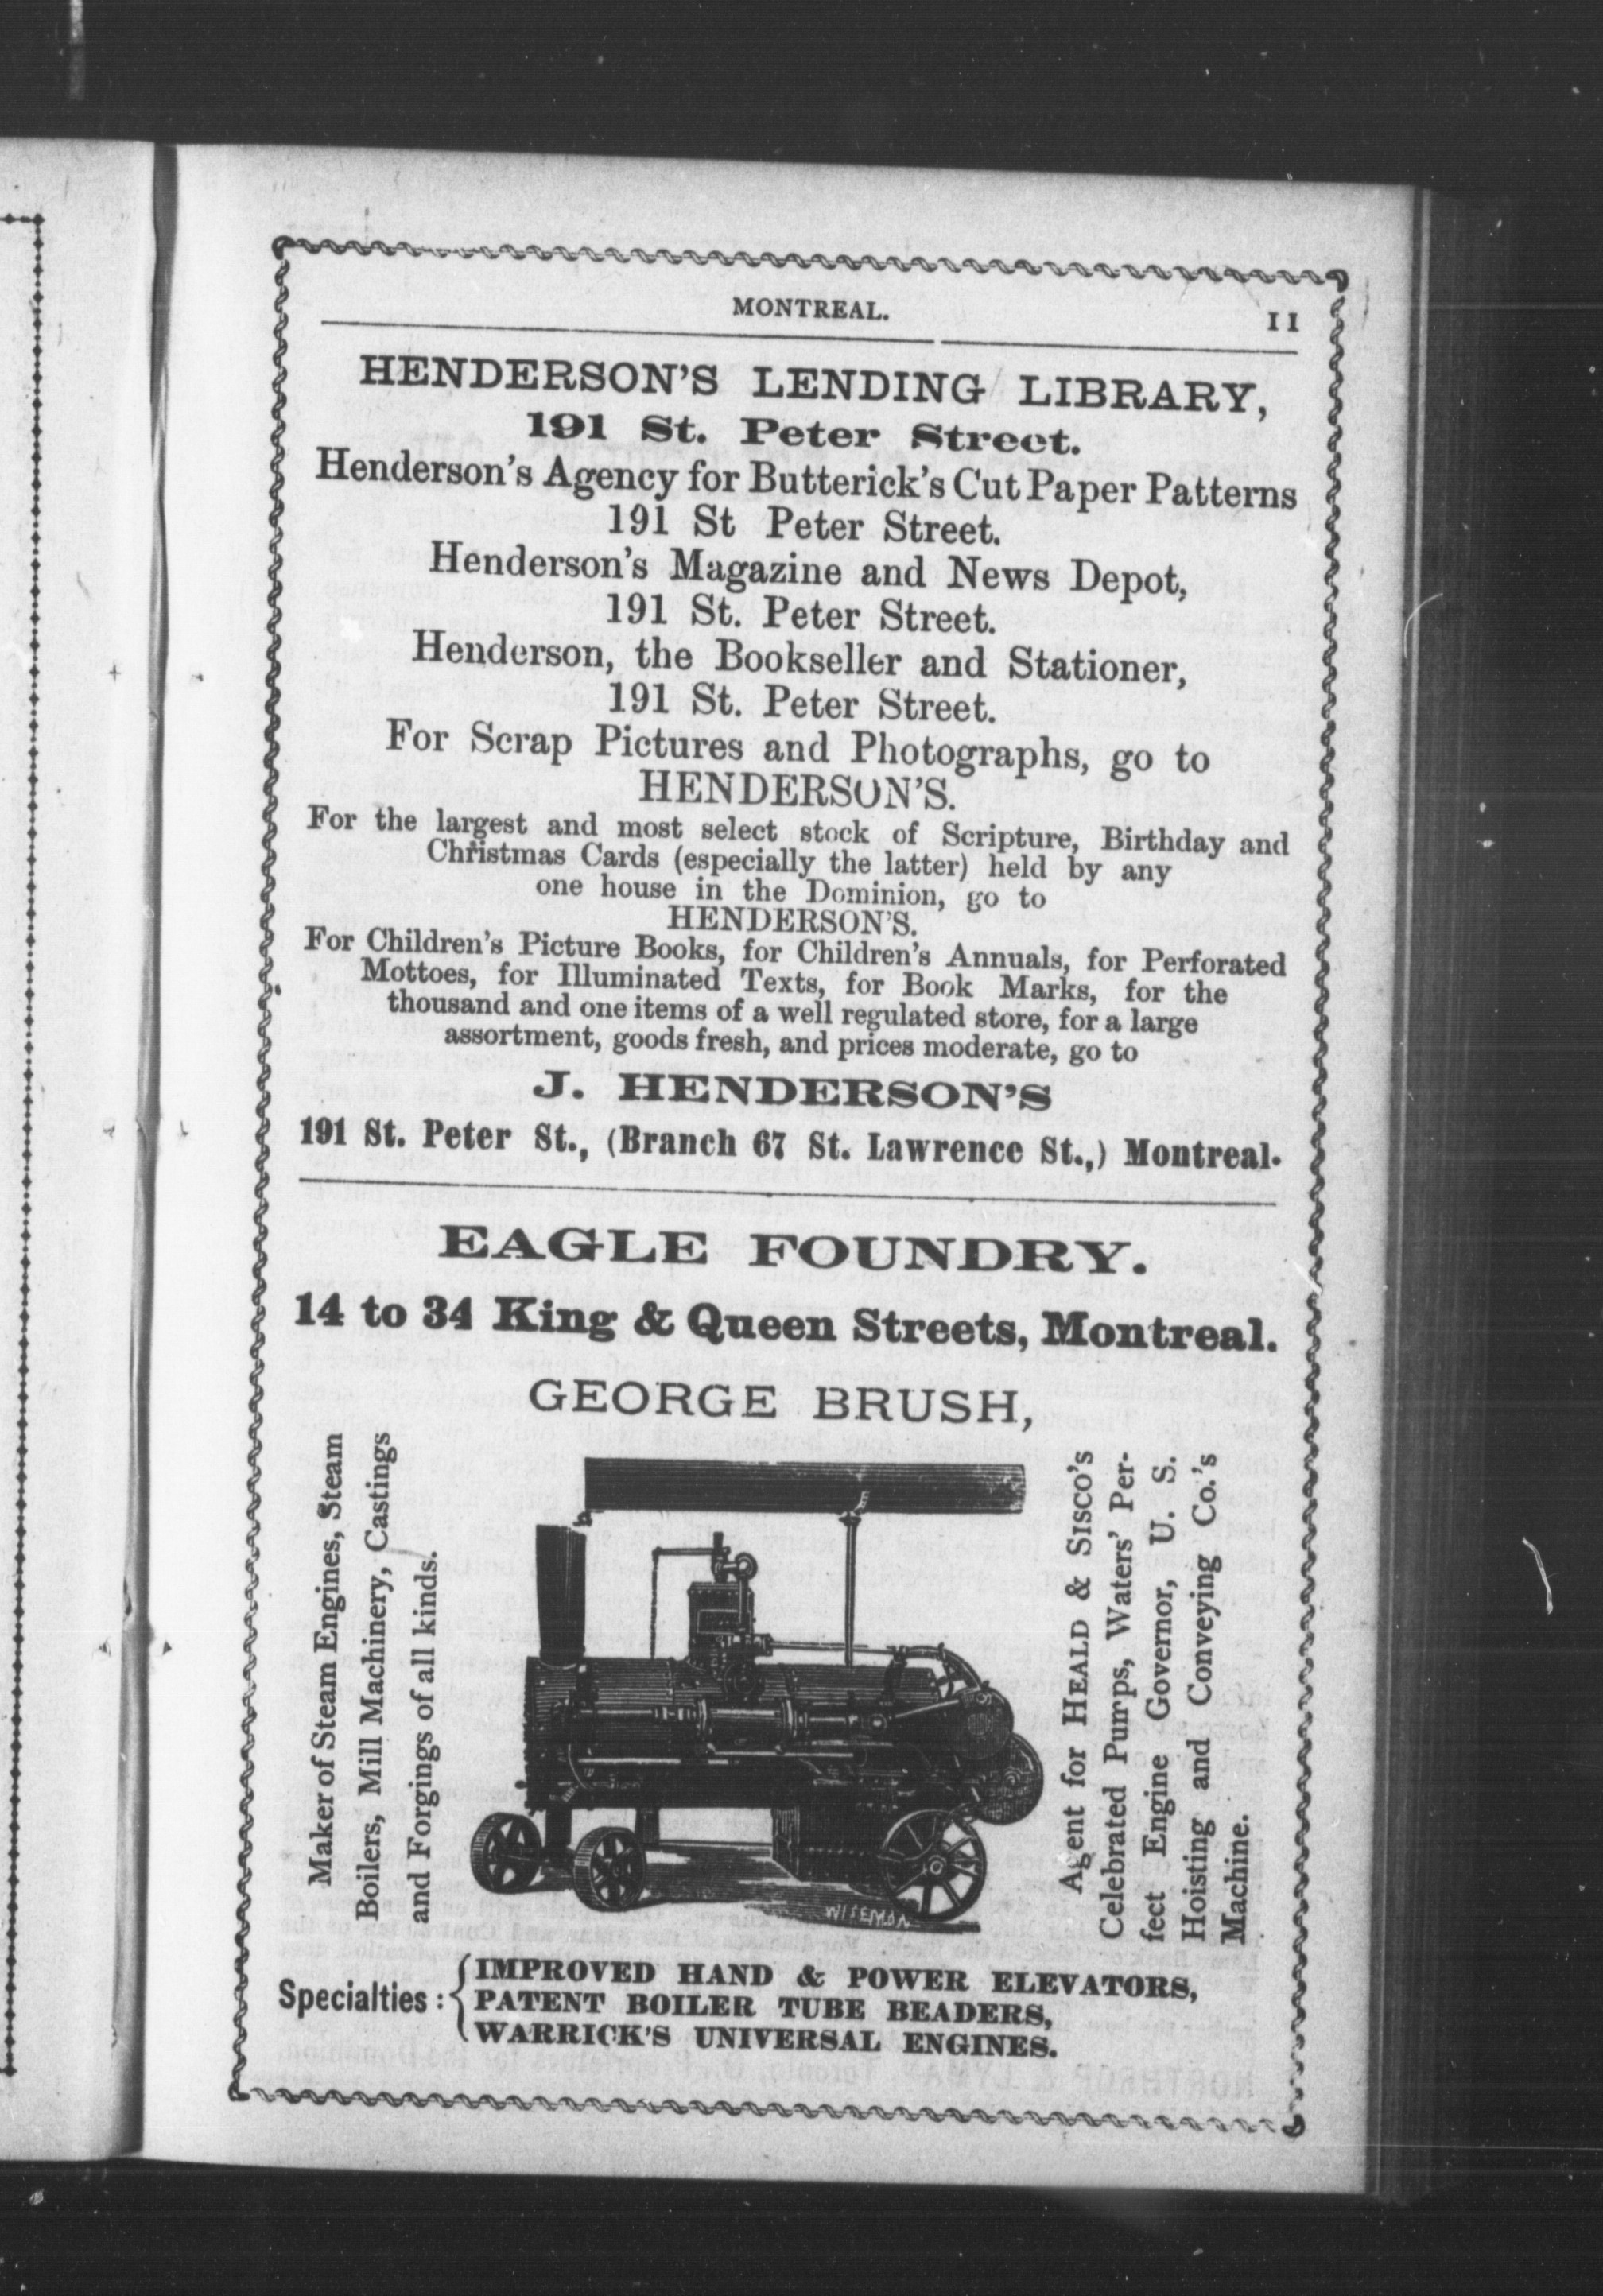 MONTREAL.
11
HENDERSON'S LENDING LIBRARY,
191 St. Peter Street.
Henderson's Agency for Butterick's Cut Paper Patterns
191 St Peter Street.
Henderson's Magazine and News Depot,
191 St. Peter Street.
Henderson, the Bookseller and Stationer,
191 St. Peter Street.
For Scrap Pictures and Photographs, go to
HENDERSON'S.
For the largest and most select stock of Scripture, Birthday and
Christmas Cards (especially the latter) held by any
one house in the Dominion, go to
HENDERSON'S.
For Children's Picture Books, for Children's Annuals, for Perforated
Mottoes, for Illuminated Texts, for Book Marks, for the
thousand and one items of a well regulated store, for a large
assortment, goods fresh, and prices moderate, go to
J. HENDERSON'S
191 St. Peter St., (Branch 67 St. Lawrence St.,) Montreal.
EAGLE FOUNDRY.
14 to 34 King & Queen Streets, Montreal.
GEORGE BRUSH,
Maker of Steam Engines, Steam
Boilers, Mill Machinery, Castings
and Forgings of all kinds.
WISEMAN
Agent for HEALD & SISCO'S
Celebrated Pumps, Waters' Per-
fect Engine Governor, U. S.
Hoisting and Conveying Co.'s
Machine.
Specialties:
IMPROVED HAND & POWER ELEVATORS,
PATENT BOILER TUBE BEADERS,
WARRICK'S UNIVERSAL ENGINES.